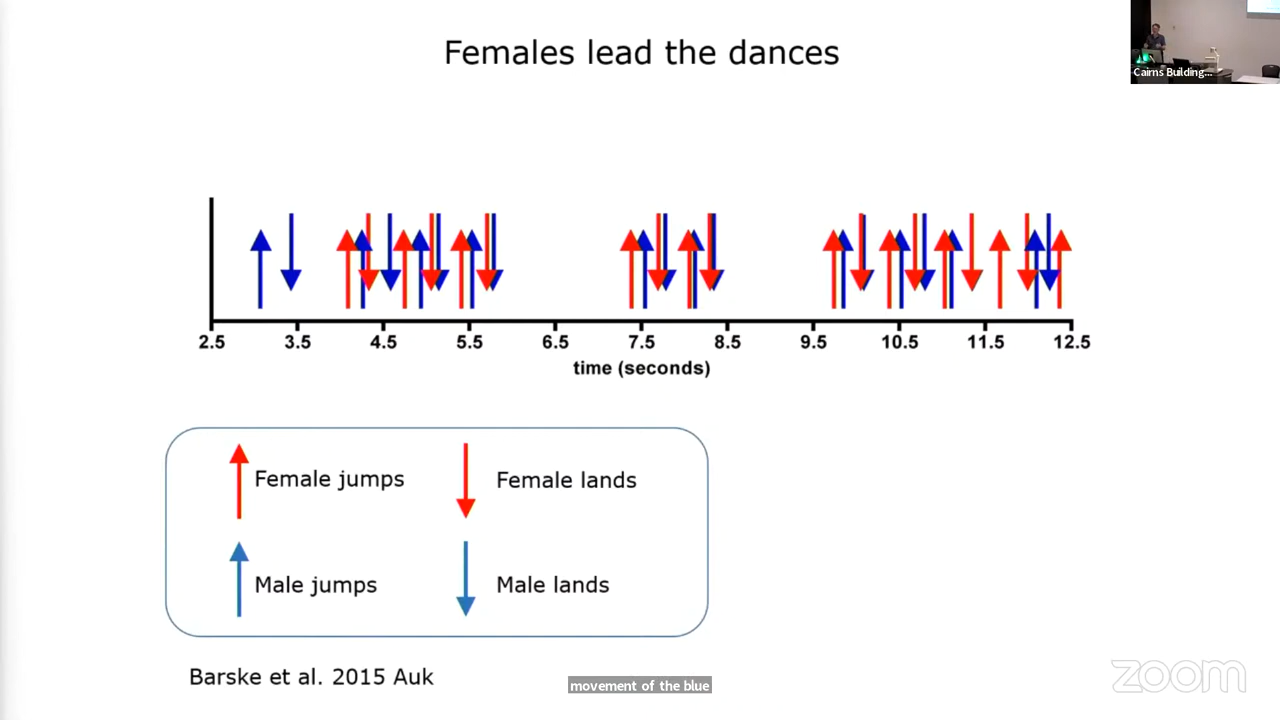 Females lead the dances
Cairns Building...
2.5 3.5 4.5 5.5 6.5 7.5 8.5 9.5 10.5 11.5 12.5
time (seconds)
Female jumps Female lands
Male jumps Male lands
Barske et al. 2015 Auk
movement of the blue
zoom